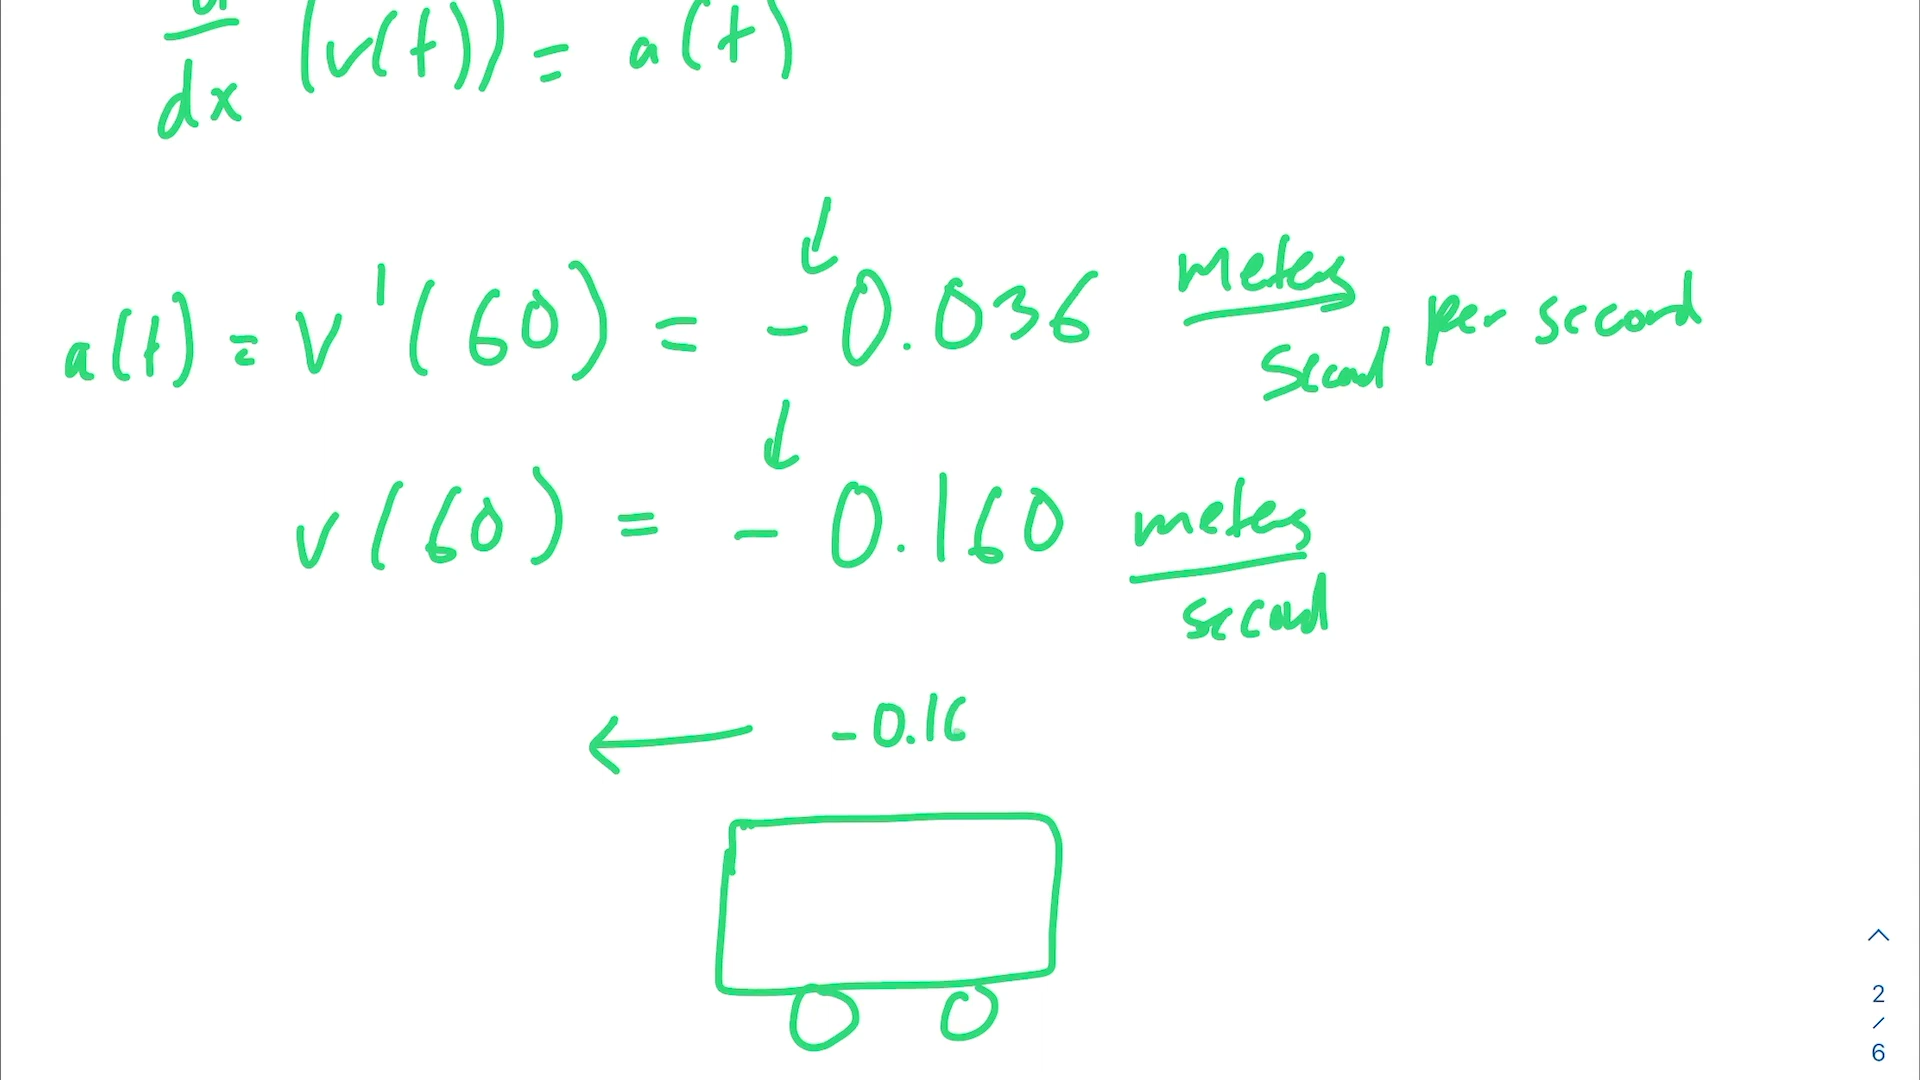 d/dx (v(t)) = a(t)
a(t) = v'(60) = -0.036 meters/second per second
v(60) = -0.160 meters/second
-0.16
2
/
6